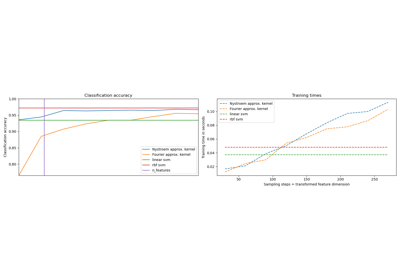 Classification accuracy
1.00
0.95
0.90
0.85
0.80
Classification accuracy
Nystroem approx. kernel
Fourier approx. kernel
linear svm
rbf svm
n_features
Training times
0.10
0.08
0.06
0.04
0.02
Training time in seconds
Nystroem approx. kernel
Fourier approx. kernel
linear svm
rbf svm
50
100
150
200
250
Sampling steps = transformed feature dimension